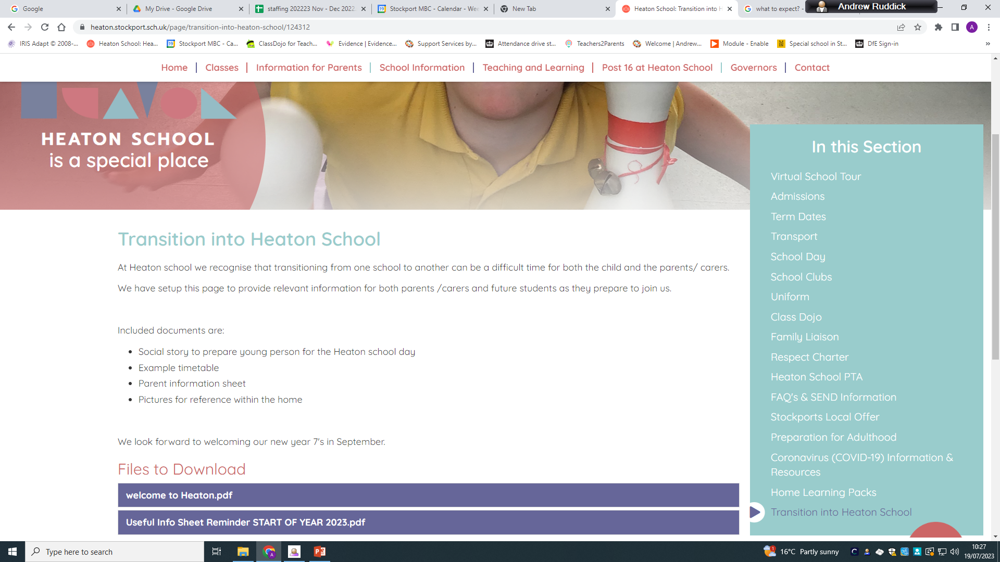 Google
My Drive - Google Drive
staffing 202223 Nov - Dec 2022
Stockport MBC - Calendar - Wee
New Tab
Heaton School: Transition into H
what to expect? -
Andrew Ruddick
heaton.stockport.sch.uk/page/transition-into-heaton-school/124312
A
IRIS Adapt © 2008-...
Heaton School: Hea...
Stockport MBC - Ca...
ClassDojo for Teach...
Evidence | Evidence...
Support Services by...
Attendance drive st...
Teachers2Parents
Welcome | Andrew...
Module - Enable
Special school in St...
DfE Sign-in
»
Home | Classes | Information for Parents | School Information | Teaching and Learning | Post 16 at Heaton School | Governors | Contact
HEATON SCHOOL
is a special place
Transition into Heaton School
At Heaton school we recognise that transitioning from one school to another can be a difficult time for both the child and the parents/ carers.
We have setup this page to provide relevant information for both parents /carers and future students as they prepare to join us.
Included documents are:
• Social story to prepare young person for the Heaton school day
• Example timetable
• Parent information sheet
• Pictures for reference within the home
We look forward to welcoming our new year 7's in September.
Files to Download
welcome to Heaton.pdf
Useful Info Sheet Reminder START OF YEAR 2023.pdf
In this Section
Virtual School Tour
Admissions
Term Dates
Transport
School Day
School Clubs
Uniform
Class Dojo
Family Liaison
Respect Charter
Heaton School PTA
FAQ's & SEND Information
Stockports Local Offer
Preparation for Adulthood
Coronavirus (COVID-19) Information &
Resources
Home Learning Packs
Transition into Heaton School
Type here to search
16°C Partly sunny
10:27
19/07/2023